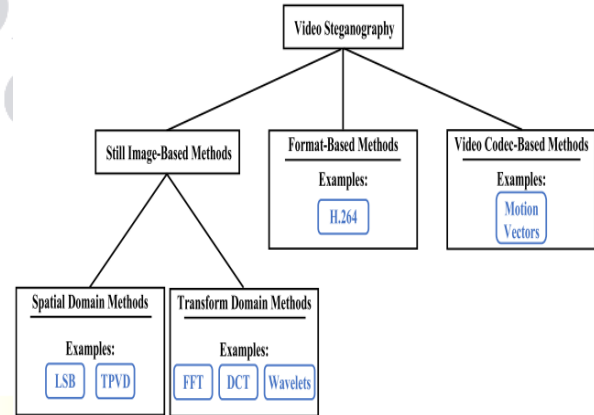 Video Steganography
Still Image-Based Methods
Format-Based Methods
Examples:
H.264
Video Codec-Based Methods
Examples:
Motion
Vectors
Spatial Domain Methods
Examples:
LSB TPVD
Transform Domain Methods
Examples:
FFT DCT Wavelets